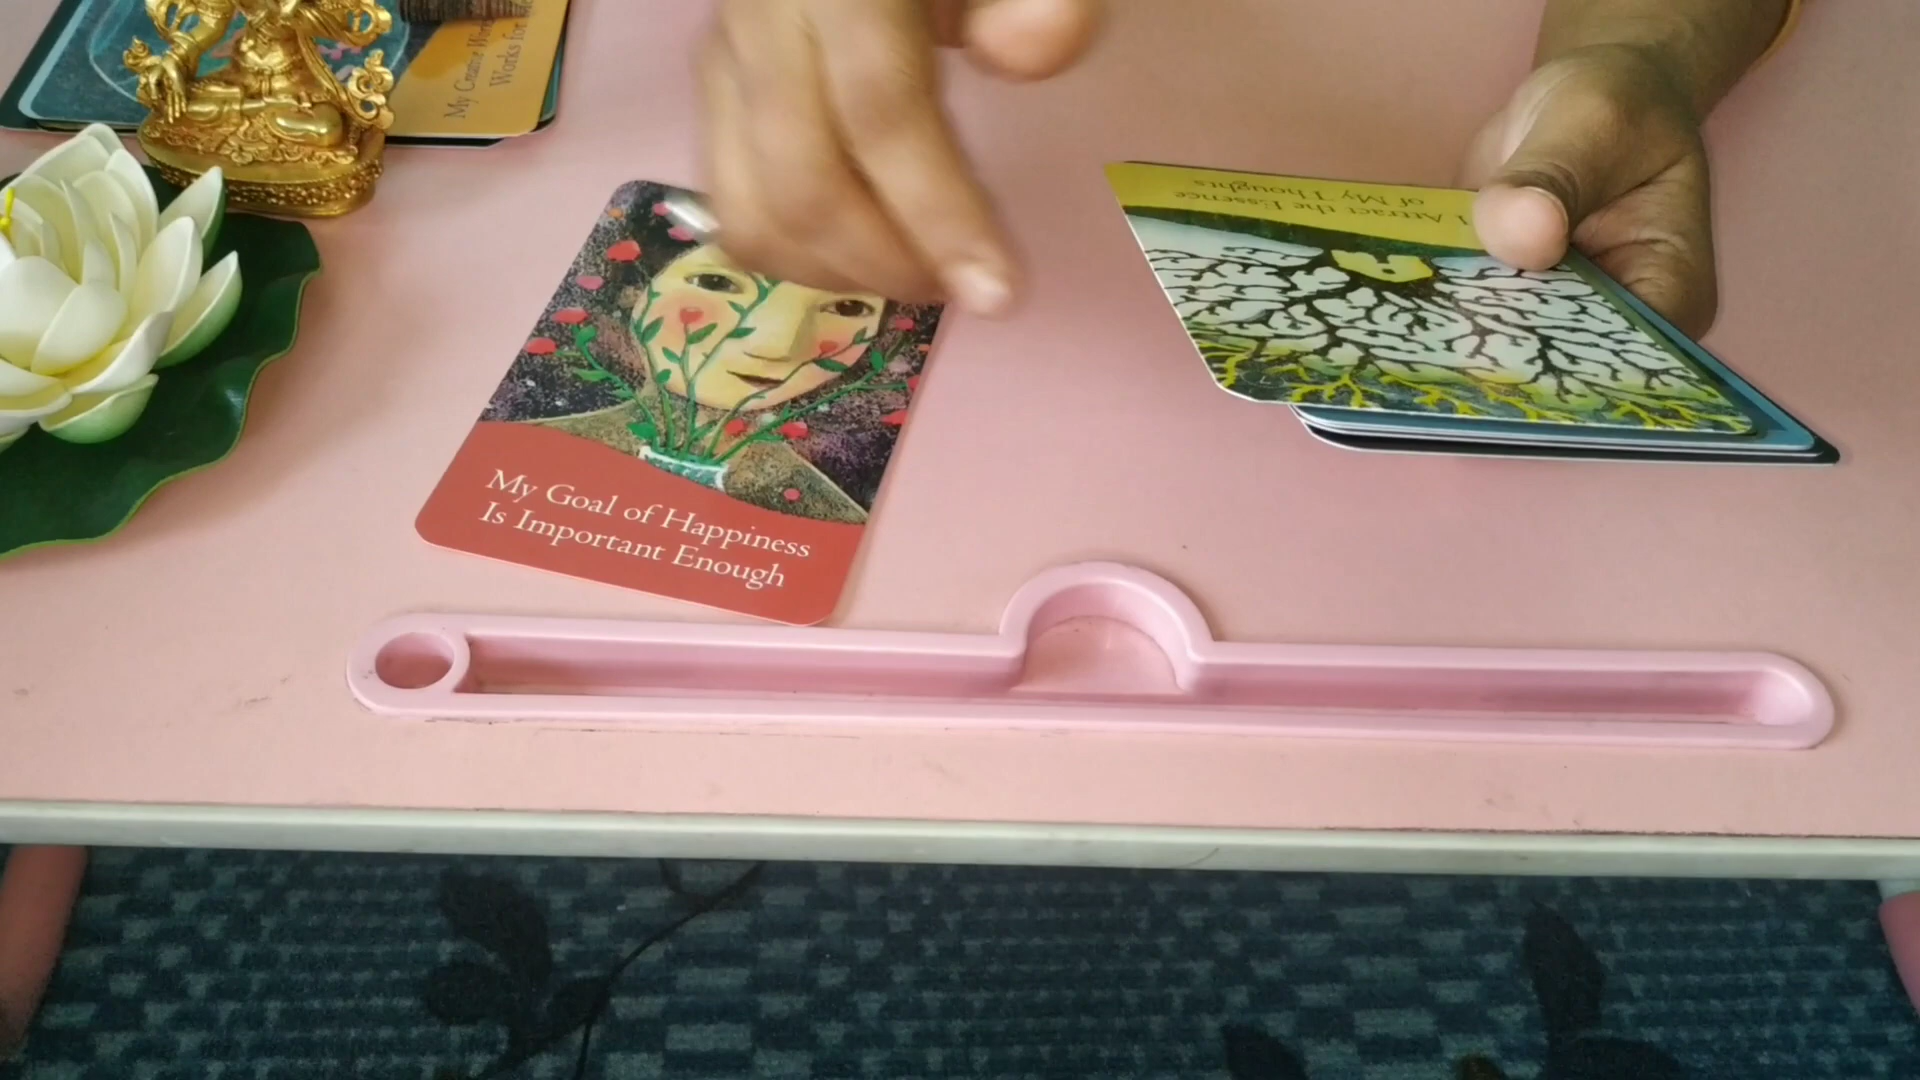 My Creative Work
Works for Me
I Attract the Essence
of My Thoughts
My Goal of Happiness
Is Important Enough